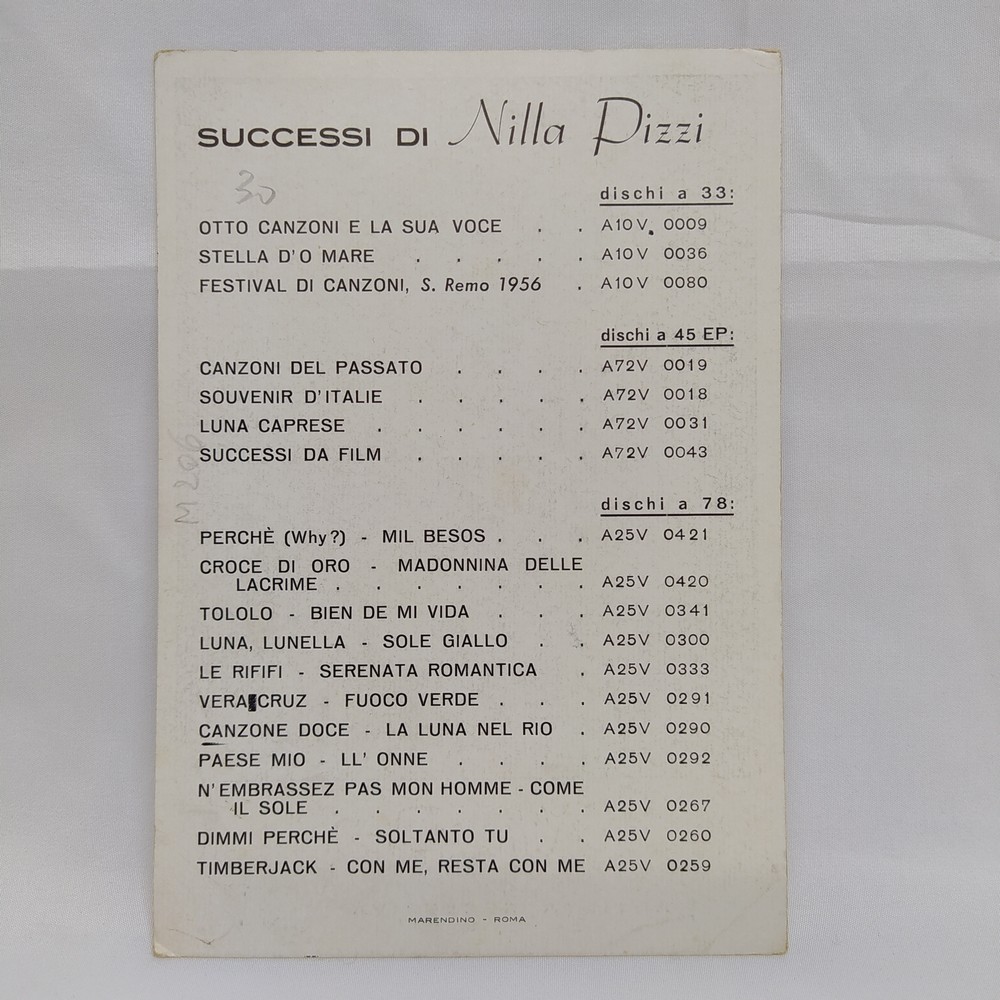 SUCCESSI DI Nilla Pizzi
30
dischi a 33:
OTTO CANZONI E LA SUA VOCE . . A10V. 0009
STELLA D'O MARE . . . . . A10V 0036
FESTIVAL DI CANZONI, S. Remo 1956 . A10V 0080
dischi a 45 EP:
CANZONI DEL PASSATO . . . . A72V 0019
SOUVENIR D'ITALIE . . . . . A72V 0018
LUNA CAPRESE . . . . . . A72V 0031
SUCCESSI DA FILM . . . . . A72V 0043
M 206
dischi a 78:
PERCHÈ (Why?) - MIL BESOS . . . A25V 0421
CROCE DI ORO - MADONNINA DELLE
LACRIME . . . . . . . A25V 0420
TOLOLO - BIEN DE MI VIDA . . . A25V 0341
LUNA, LUNELLA - SOLE GIALLO . . A25V 0300
LE RIFIFI - SERENATA ROMANTICA . A25V 0333
VERA CRUZ - FUOCO VERDE . . . A25V 0291
CANZONE DOCE - LA LUNA NEL RIO . A25V 0290
PAESE MIO - LL' ONNE . . . . A25V 0292
N'EMBRASSEZ PAS MON HOMME - COME
IL SOLE . . . . . . . A25V 0267
DIMMI PERCHÈ - SOLTANTO TU . . A25V 0260
TIMBERJACK - CON ME, RESTA CON ME A25V 0259
MARENDINO - ROMA